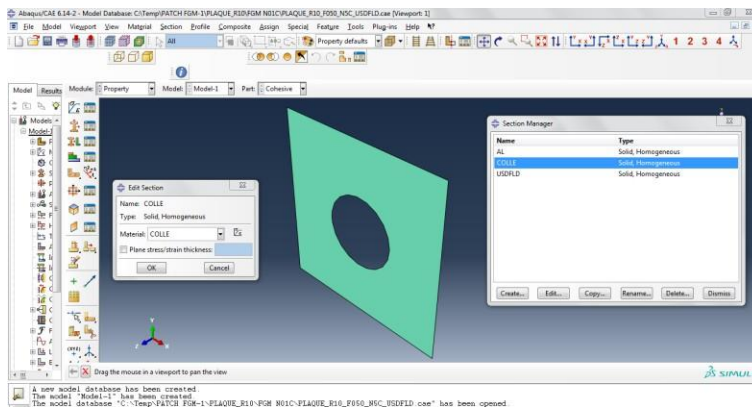 Abaqus/CAE 6.14-2 - Model Database: C:\Temp\PATCH FGM-1\PLAQUE_R10\FGM N01C\PLAQUE_R10_F050_N5C_USDFLD.cae [Viewport: 1]
File Model Viewport View Material Section Profile Composite Assign Special Feature Tools Plug-ins Help
All Property defaults 1 2 3 4
Model Results Module: Property Model: Model-1 Part: Cohesive
Models
Model-1
Section Manager
Name Type
AL Solid, Homogeneous
COLLE Solid, Homogeneous
USDFLD Solid, Homogeneous
Create... Edit... Copy... Rename... Delete... Dismiss
Edit Section
Name: COLLE
Type: Solid, Homogeneous
Material: COLLE
Plane stress/strain thickness:
OK Cancel
Drag the mouse in a viewport to pan the view
SIMUL
A new model database has been created.
The model "Model-1" has been created.
The model database "C:\Temp\PATCH FGM-1\PLAQUE_R10\FGM N01C\PLAQUE_R10_F050_N5C_USDFLD.cae" has been opened.